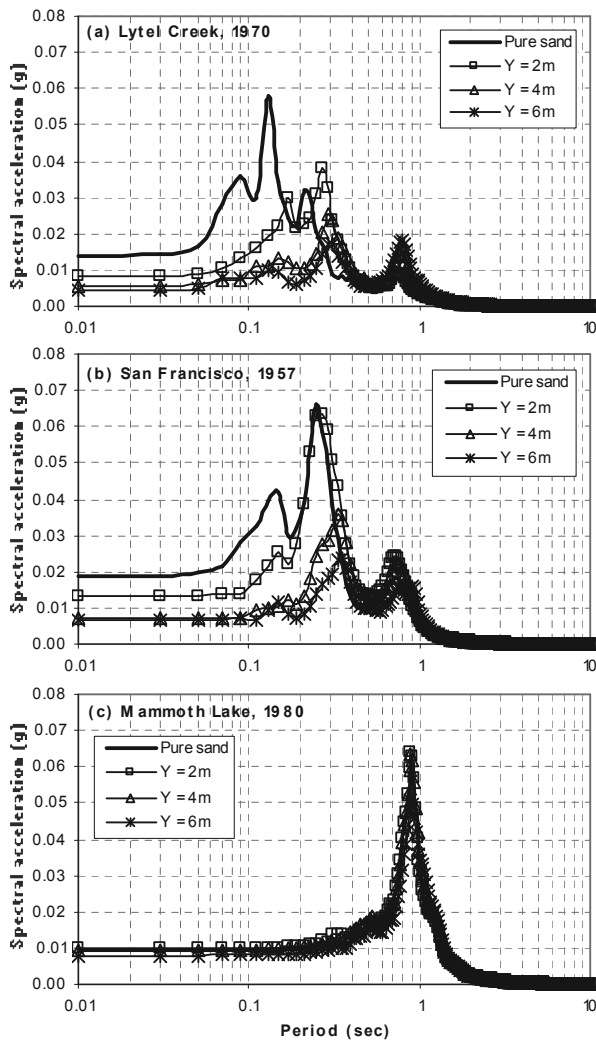 0.08
(a) Lytel Creek, 1970
0.07
0.06
0.05
0.04
0.03
0.02
0.01
0.00
Spectral acceleration (g)
Pure sand
Y = 2m
Y = 4m
Y = 6m
0.01 0.1 1 10
0.08
(b) San Francisco, 1957
0.07
0.06
0.05
0.04
0.03
0.02
0.01
0.00
Spectral acceleration (g)
Pure sand
Y = 2m
Y = 4m
Y = 6m
0.01 0.1 1 10
0.08
(c) Mammoth Lake, 1980
0.07
0.06
0.05
0.04
0.03
0.02
0.01
0.00
Spectral acceleration (g)
Pure sand
Y = 2m
Y = 4m
Y = 6m
0.01 0.1 1 10
Period (sec)